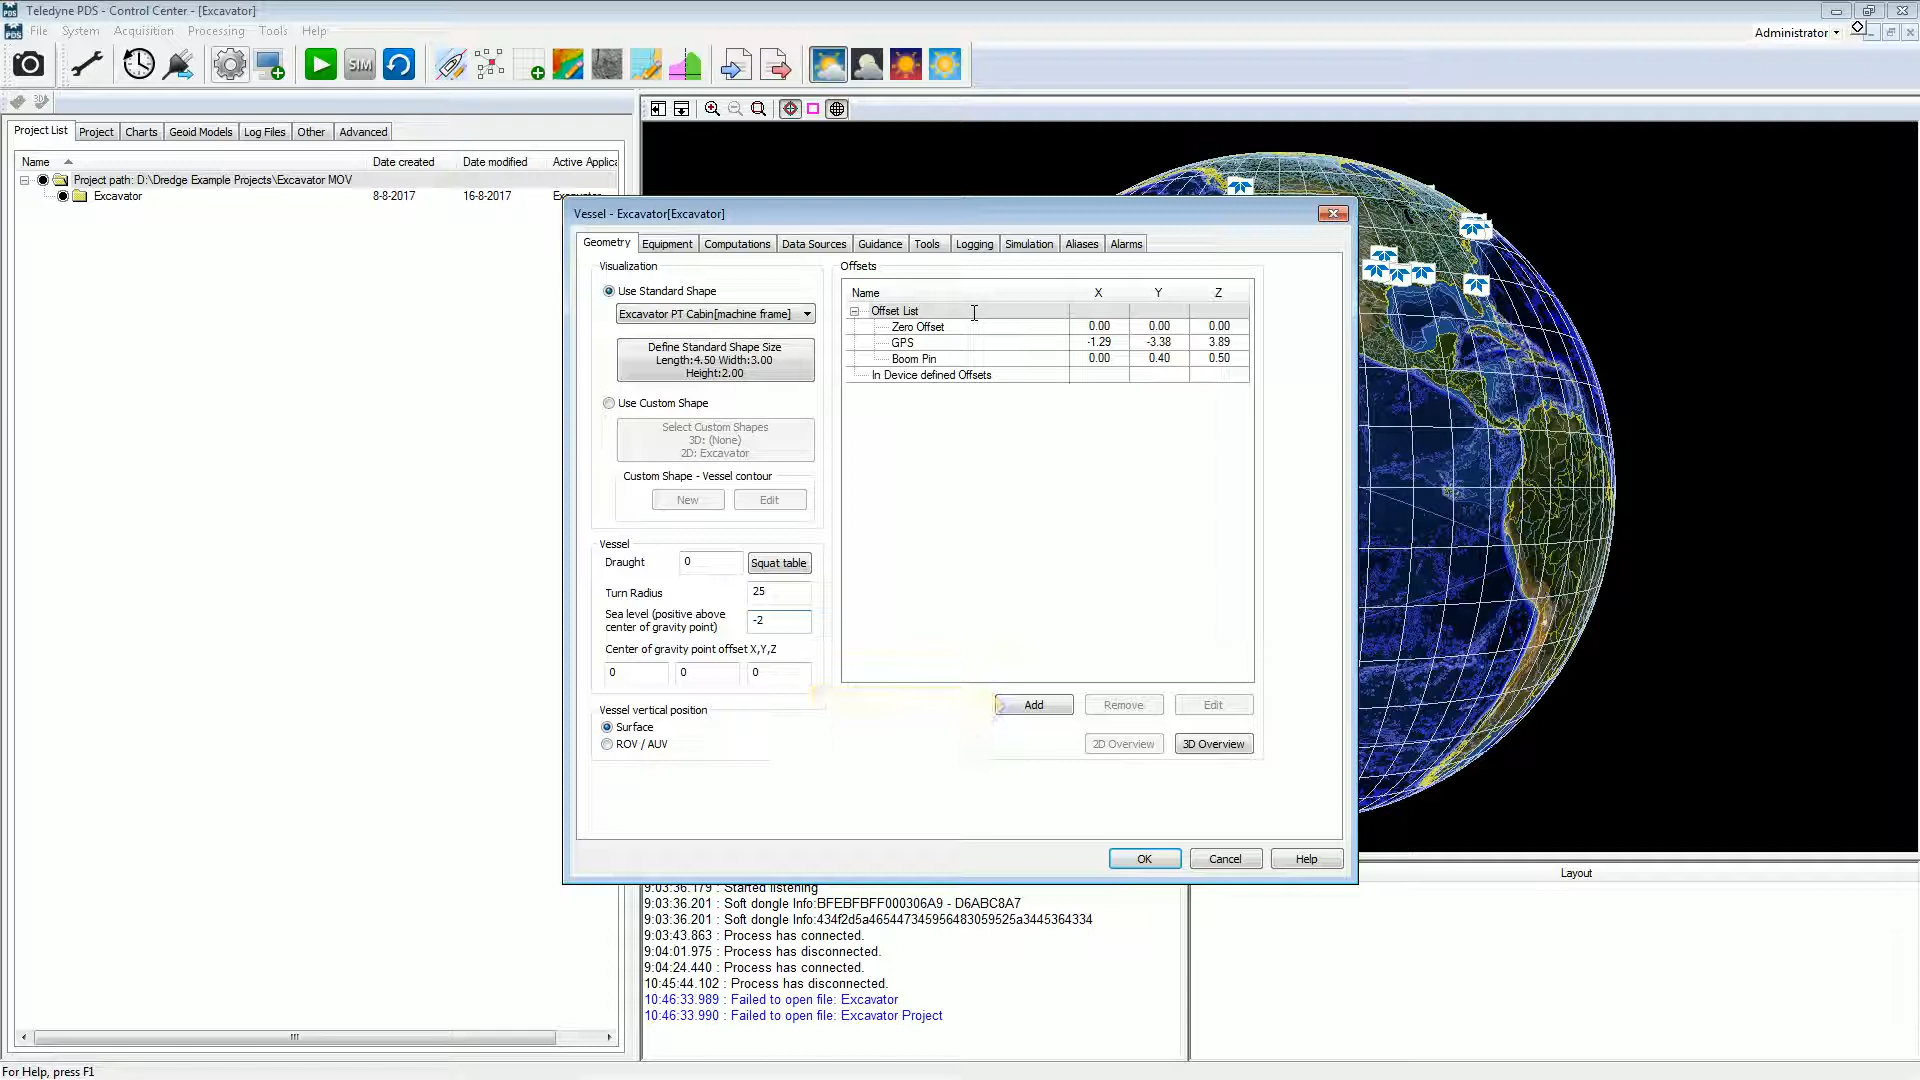 Teledyne PDS - Control Center - [Excavator]
File System Acquisition Processing Tools Help
Administrator
SIM
Project List Project Charts Geoid Models Log Files Other Advanced
Name Date created Date modified Active Applica
Project path: D:\Dredge Example Projects\Excavator MOV
Excavator 8-8-2017 16-8-2017
Vessel - Excavator[Excavator]
Geometry Equipment Computations Data Sources Guidance Tools Logging Simulation Aliases Alarms
Visualization
Use Standard Shape
Excavator PT Cabin[machine frame]
Define Standard Shape Size
Length:4.50 Width:3.00
Height:2.00
Use Custom Shape
Select Custom Shapes
3D: (None)
2D: Excavator
Custom Shape - Vessel contour
New Edit
Vessel
Draught 0 Squat table
Turn Radius 25
Sea level (positive above
center of gravity point) -2
Center of gravity point offset X,Y,Z
0 0 0
Vessel vertical position
Surface
ROV / AUV
Offsets
Name X Y Z
Offset List
Zero Offset 0.00 0.00 0.00
GPS -1.29 -3.38 3.89
Boom Pin 0.00 0.40 0.50
In Device defined Offsets
Add Remove Edit
2D Overview 3D Overview
OK Cancel Help
9:03:36.179 : Started listening
9:03:36.201 : Soft dongle Info:BFEBFBFF000306A9 - D6ABC8A7
9:03:36.201 : Soft dongle Info:434f2d5a465447345956483059525a3445364334
9:03:43.863 : Process has connected.
9:04:01.975 : Process has disconnected.
9:04:24.440 : Process has connected.
10:45:44.102 : Process has disconnected.
10:46:33.989 : Failed to open file: Excavator
10:46:33.990 : Failed to open file: Excavator Project
Layout
For Help, press F1